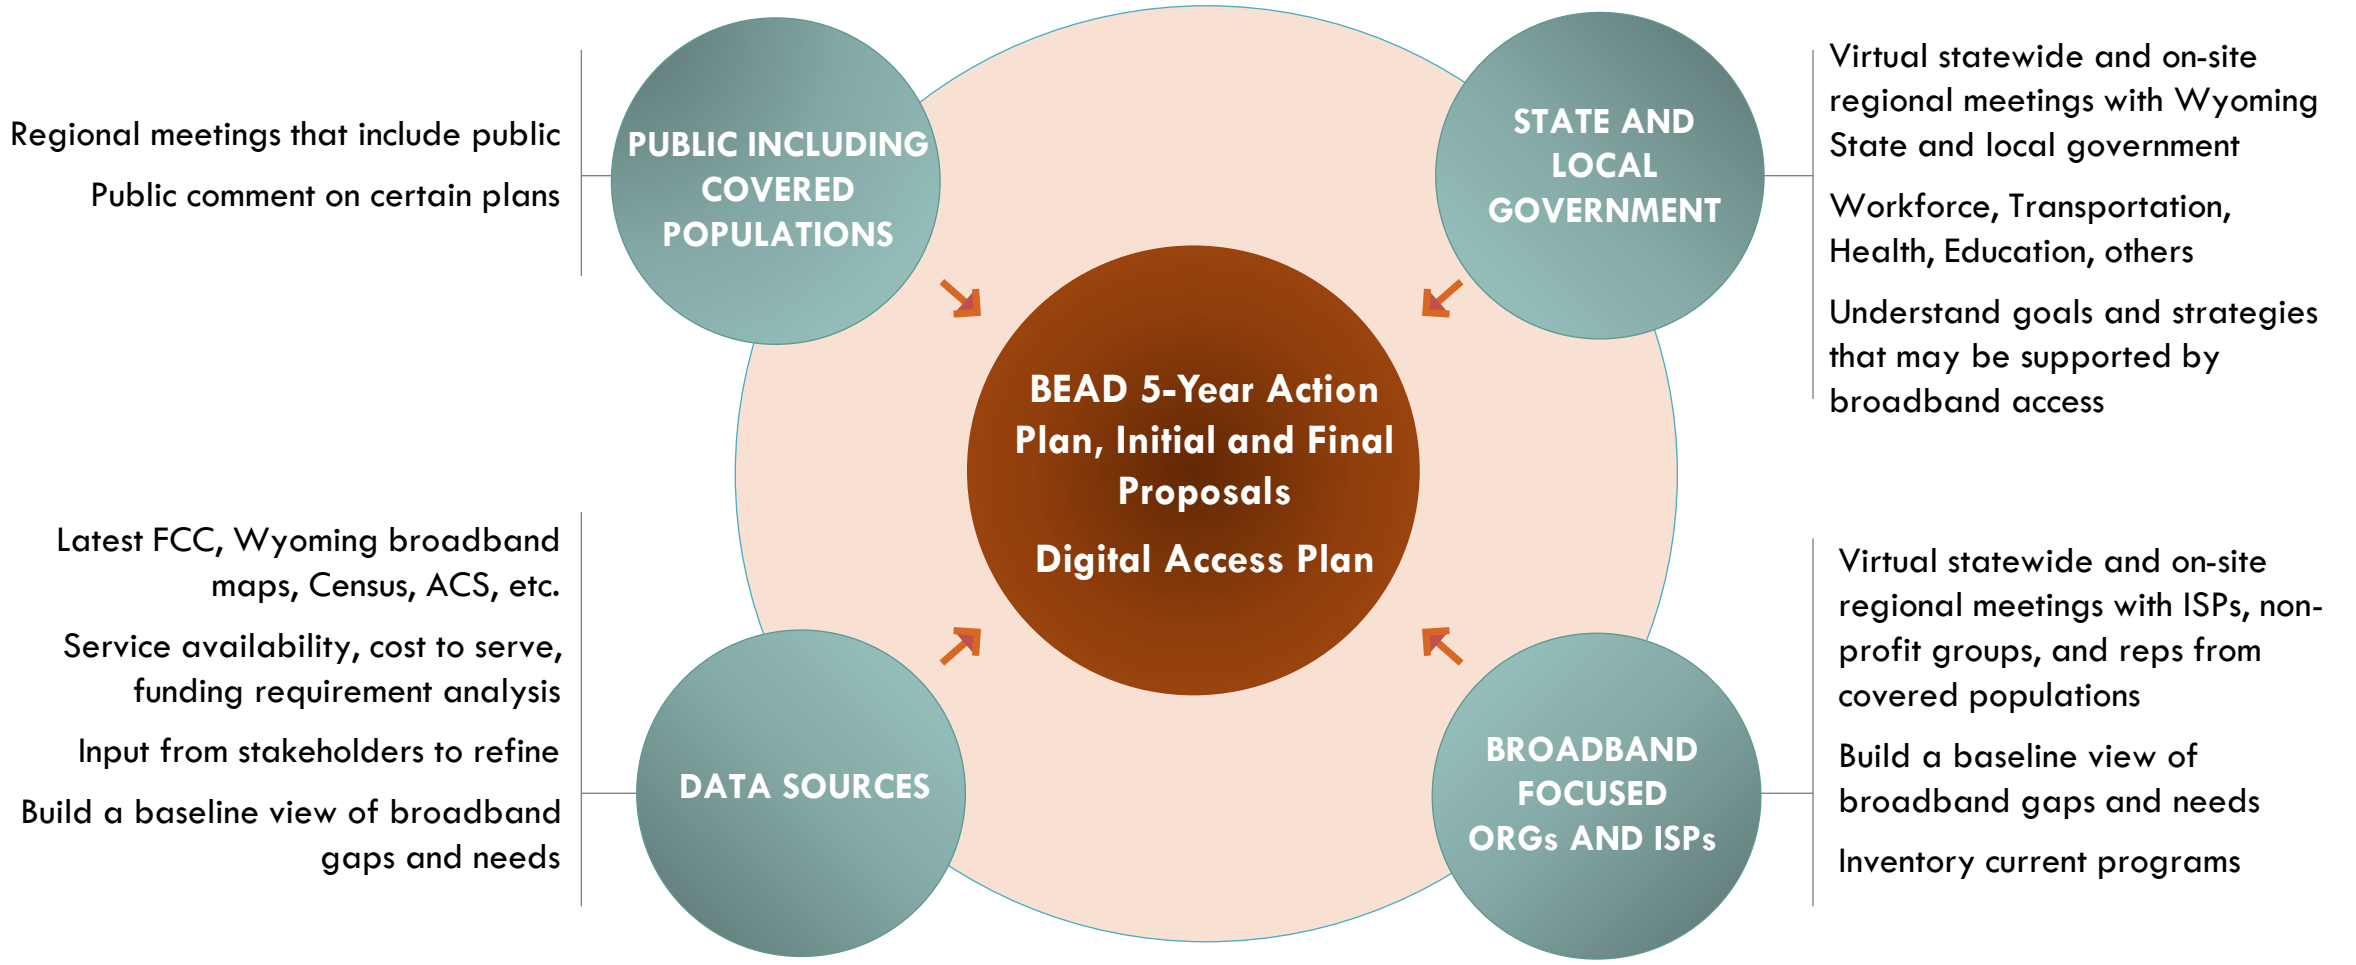 Regional meetings that include public
Public comment on certain plans
PUBLIC INCLUDING
COVERED
POPULATIONS
STATE AND
LOCAL
GOVERNMENT
Virtual statewide and on-site
regional meetings with Wyoming
State and local government
Workforce, Transportation,
Health, Education, others
Understand goals and strategies
that may be supported by
broadband access
BEAD 5-Year Action
Plan, Initial and Final
Proposals
Digital Access Plan
Latest FCC, Wyoming broadband
maps, Census, ACS, etc.
Service availability, cost to serve,
funding requirement analysis
Input from stakeholders to refine
Build a baseline view of broadband
gaps and needs
DATA SOURCES
BROADBAND
FOCUSED
ORGs AND ISPs
Virtual statewide and on-site
regional meetings with ISPs, non-
profit groups, and reps from
covered populations
Build a baseline view of
broadband gaps and needs
Inventory current programs